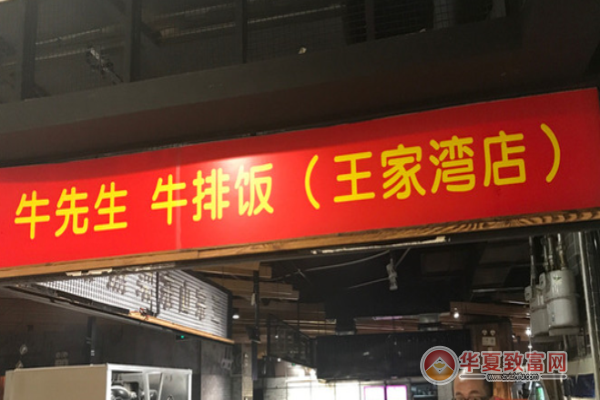 牛先生 牛排饭（王家湾店）
华夏致富网